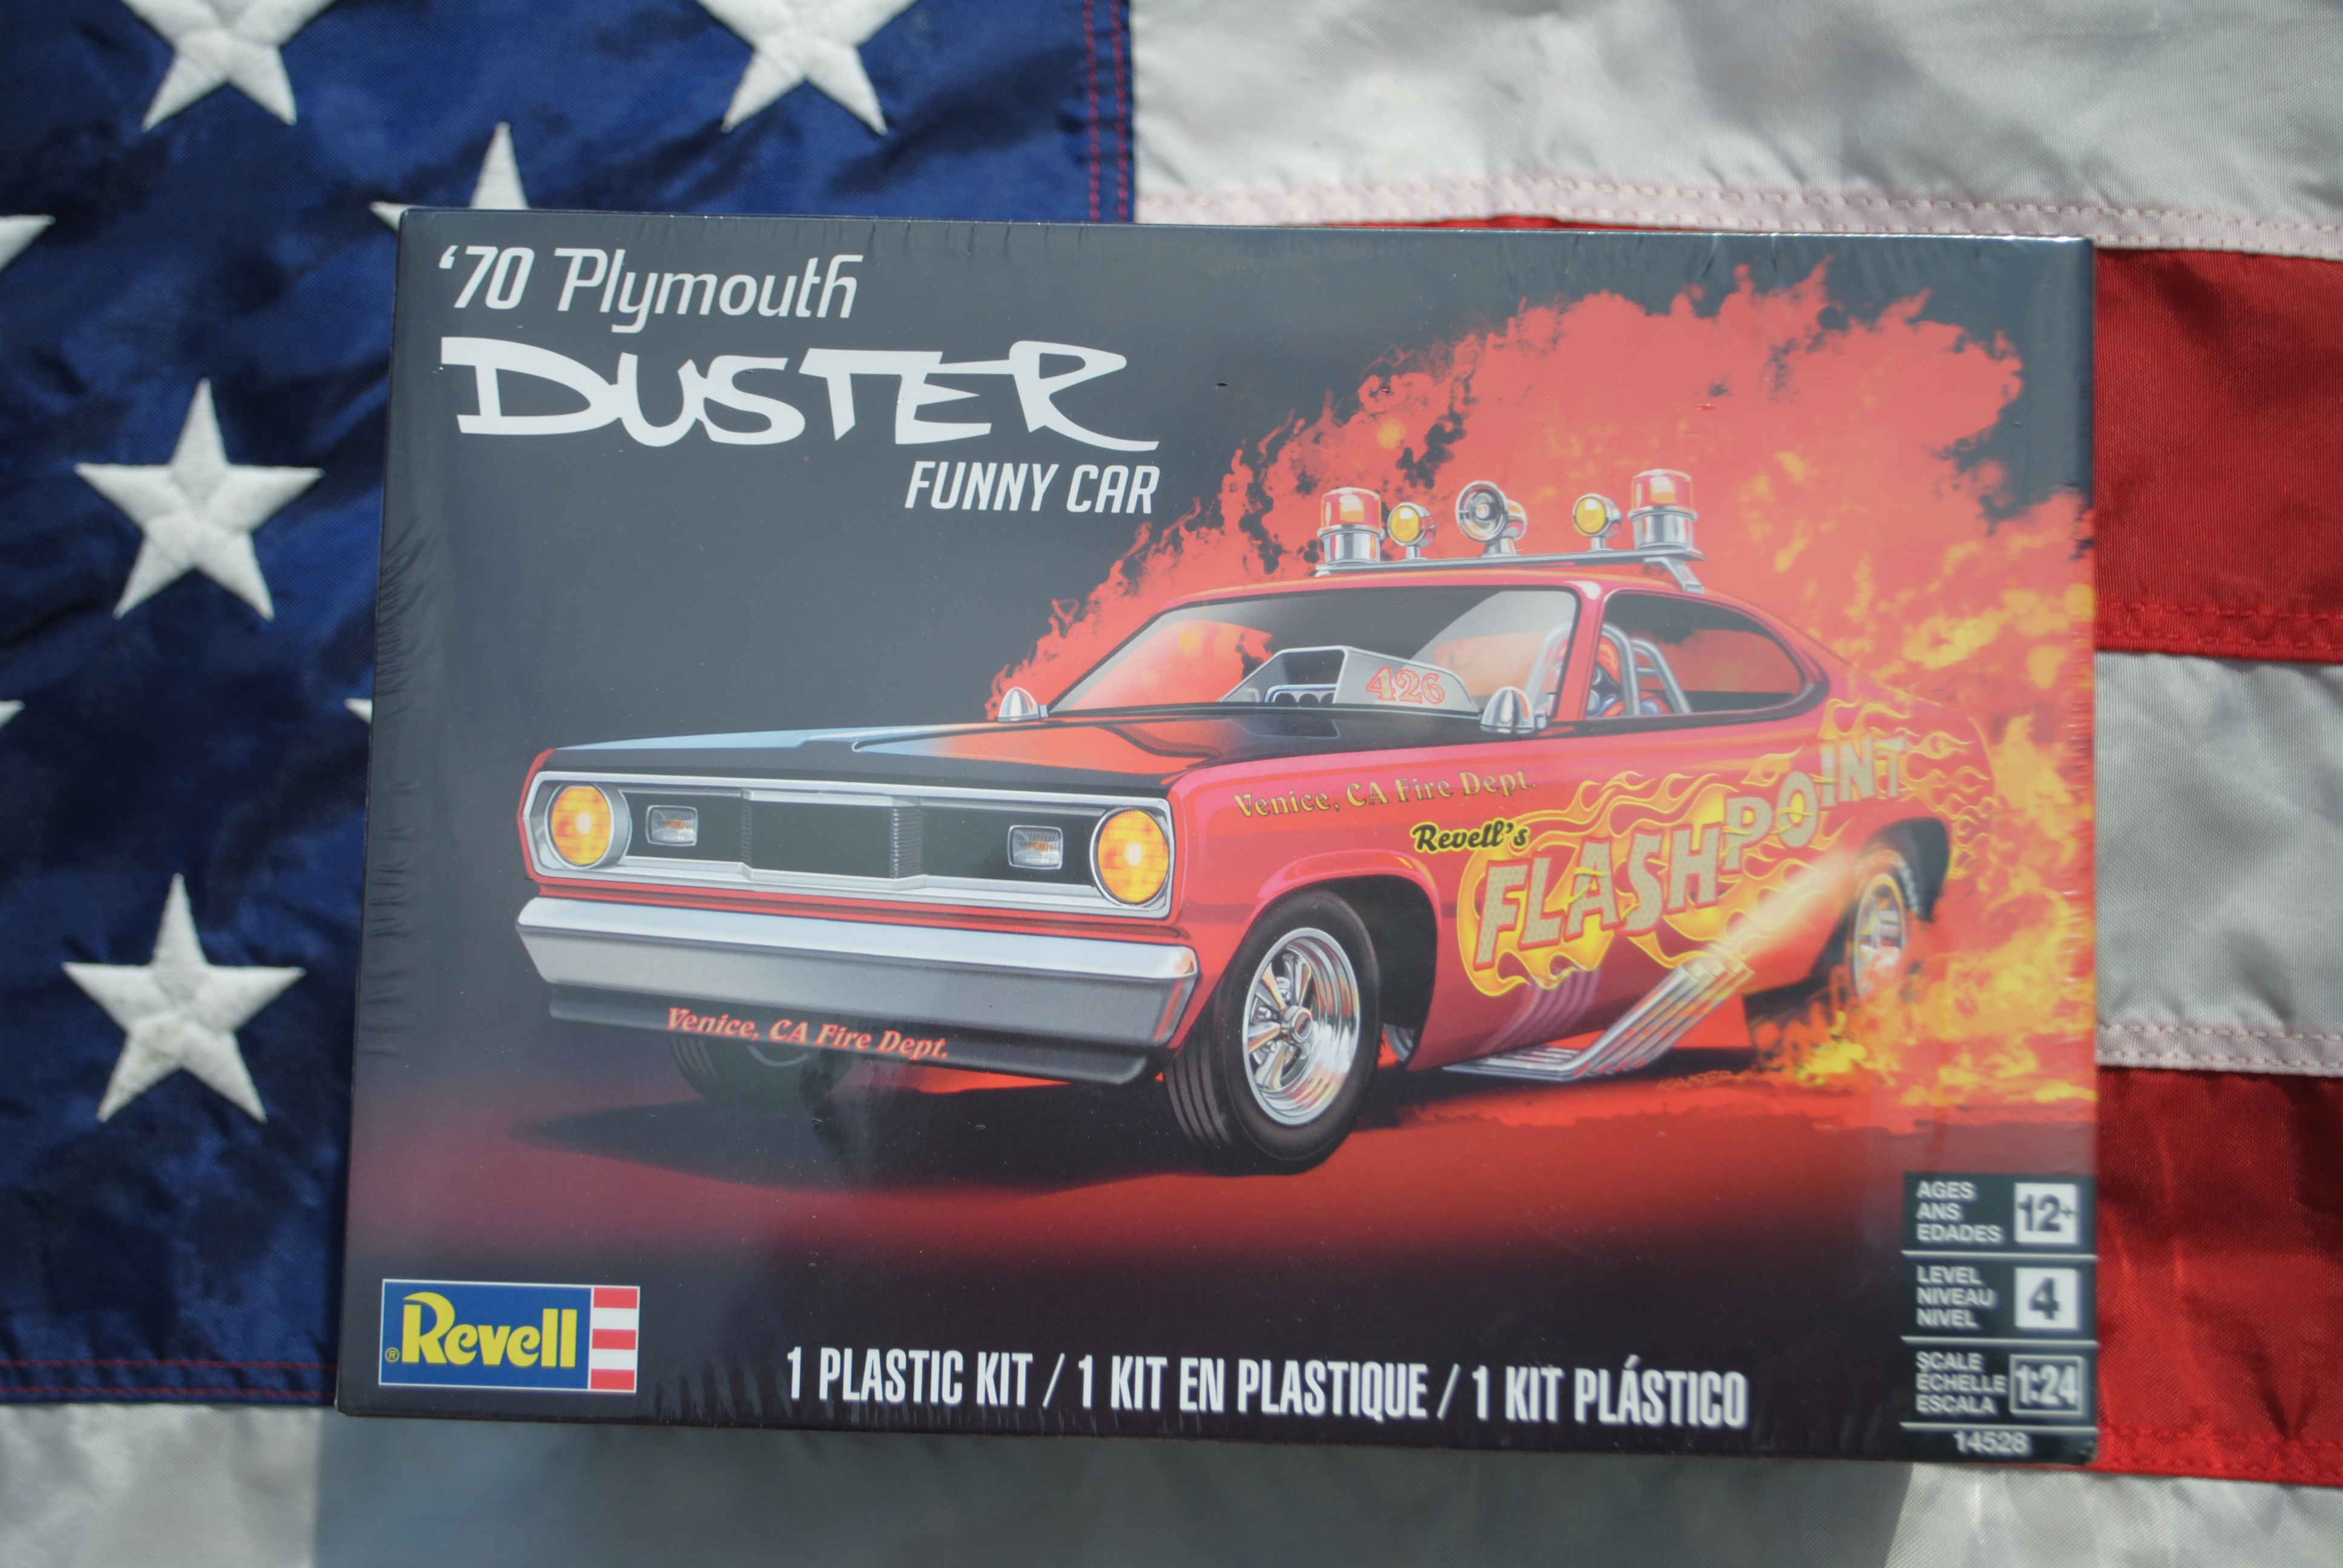 ‘70 Plymouth
DUSTER
FUNNY CAR
426
Venice, CA Fire Dept.
Revell's
FLASHPOINT
Venice, CA Fire Dept.
AGES
ANS
EDADES
12+
LEVEL
NIVEAU
NIVEL
4
SCALE
ÉCHELLE
ESCALA
1:24
14528
®Revell
1 PLASTIC KIT / 1 KIT EN PLASTIQUE / 1 KIT PLÁSTICO